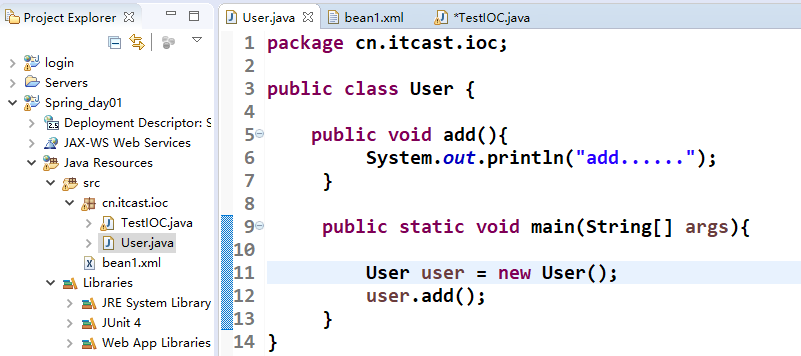 Project Explorer
login
Servers
Spring_day01
Deployment Descriptor: S
JAX-WS Web Services
Java Resources
src
cn.itcast.ioc
TestIOC.java
User.java
bean1.xml
Libraries
JRE System Library
JUnit 4
Web App Libraries
User.java bean1.xml *TestIOC.java
1 package cn.itcast.ioc;
2
3 public class User {
4
5 public void add(){
6 System.out.println("add......");
7 }
8
9 public static void main(String[] args){
10
11 User user = new User();
12 user.add();
13 }
14 }